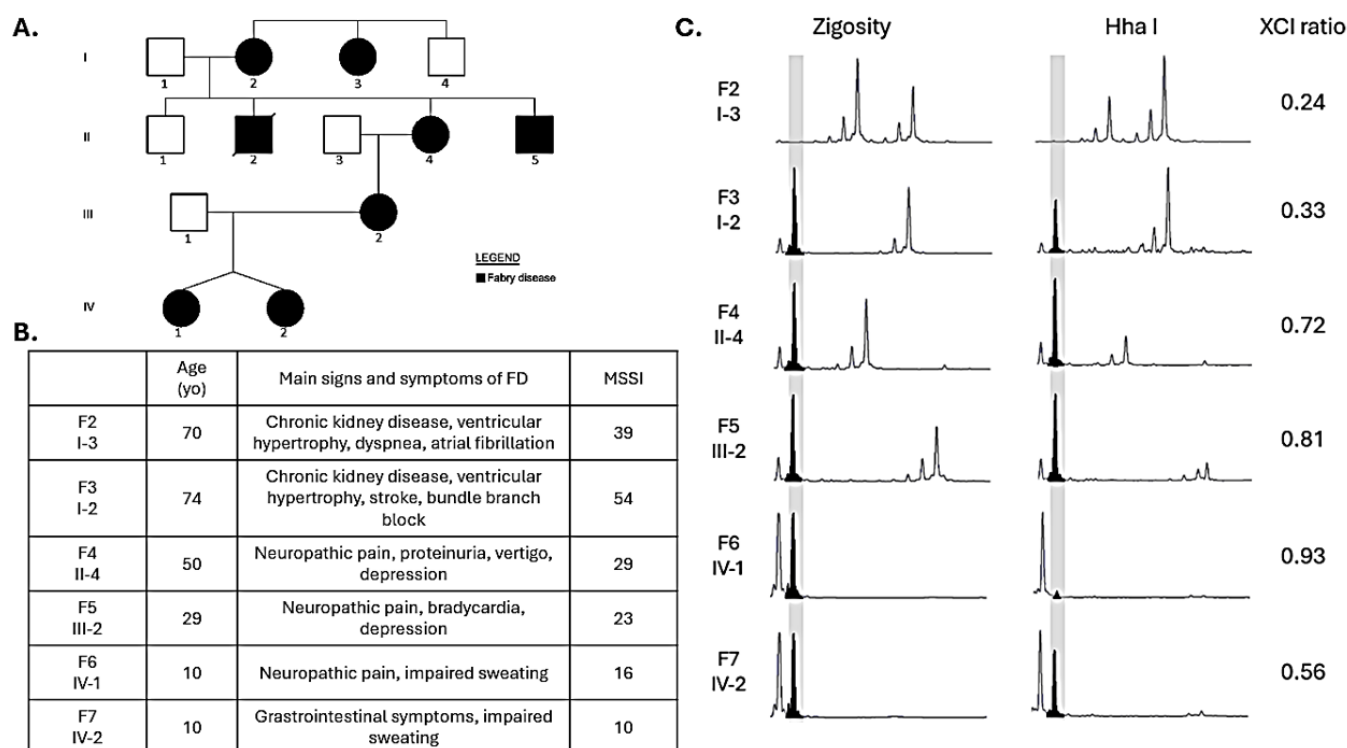 A.
I
1
2
3
4
II
1
2
3
4
5
III
1
2
LEGEND
Fabry disease
IV
1
2
B.
Age
(yo)
Main signs and symptoms of FD
MSSI
F2
I-3
70
Chronic kidney disease, ventricular
hypertrophy, dyspnea, atrial fibrillation
39
F3
I-2
74
Chronic kidney disease, ventricular
hypertrophy, stroke, bundle branch
block
54
F4
II-4
50
Neuropathic pain, proteinuria, vertigo,
depression
29
F5
III-2
29
Neuropathic pain, bradycardia,
depression
23
F6
IV-1
10
Neuropathic pain, impaired sweating
16
F7
IV-2
10
Grastrointestinal symptoms, impaired
sweating
10
C.
Zigosity
Hha I
XCI ratio
F2
I-3
0.24
F3
I-2
0.33
F4
II-4
0.72
F5
III-2
0.81
F6
IV-1
0.93
F7
IV-2
0.56